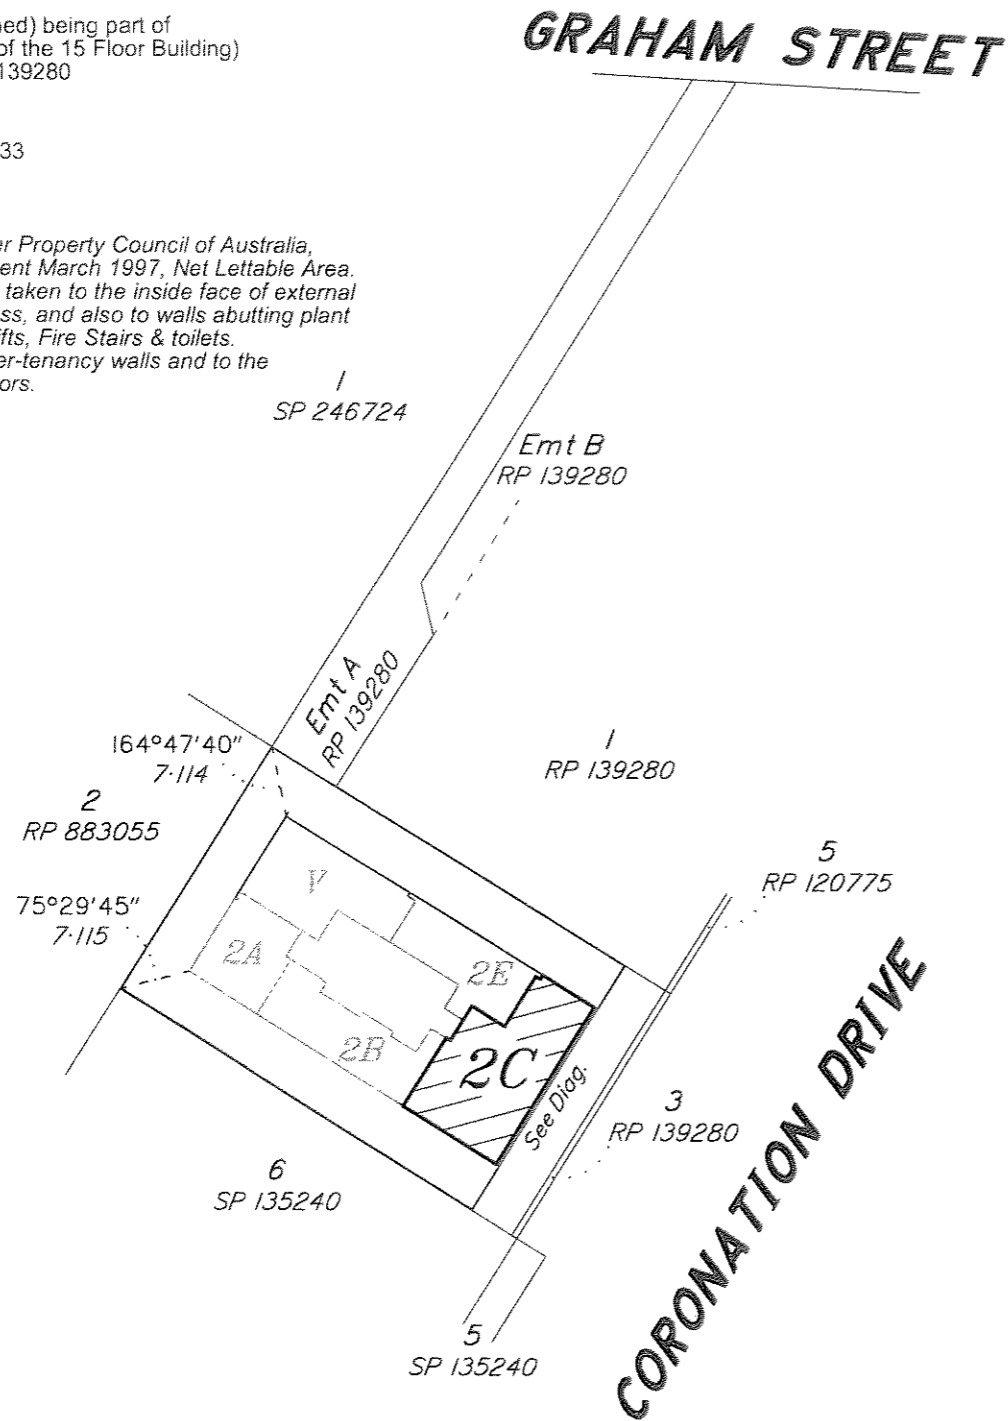 ned) being part of
of the 15 Floor Building)
139280
33
er Property Council of Australia,
ent March 1997, Net Lettable Area.
taken to the inside face of external
ss, and also to walls abutting plant
ifts, Fire Stairs & toilets.
er-tenancy walls and to the
ors.
GRAHAM STREET
1
SP 246724
Emt B
RP 139280
Emt A
RP 139280
164°47'40"
7·114
2
RP 883055
75°29'45"
7·115
1
RP 139280
5
RP 120775
V
2A
2E
2B
2C
See Diag.
3
RP 139280
6
SP 135240
CORONATION DRIVE
5
SP 135240